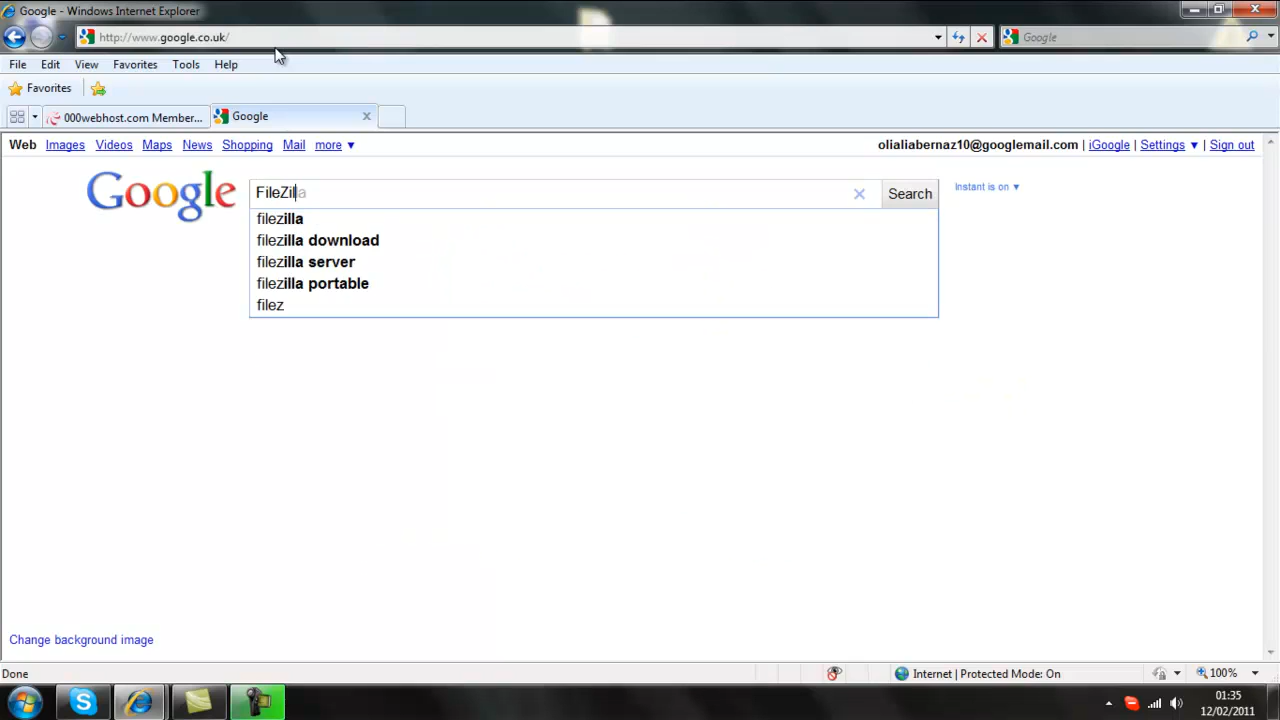 Google - Windows Internet Explorer
http://www.google.co.uk/
Google
File Edit View Favorites Tools Help
Favorites
000webhost.com Member... Google
Web Images Videos Maps News Shopping Mail more ▼ olialiabernaz10@googlemail.com | iGoogle | Settings ▼ | Sign out
Google FileZilla Search Instant is on ▼
filezilla
filezilla download
filezilla server
filezilla portable
filez
Change background image
Done Internet | Protected Mode: On 100%
01:35
12/02/2011